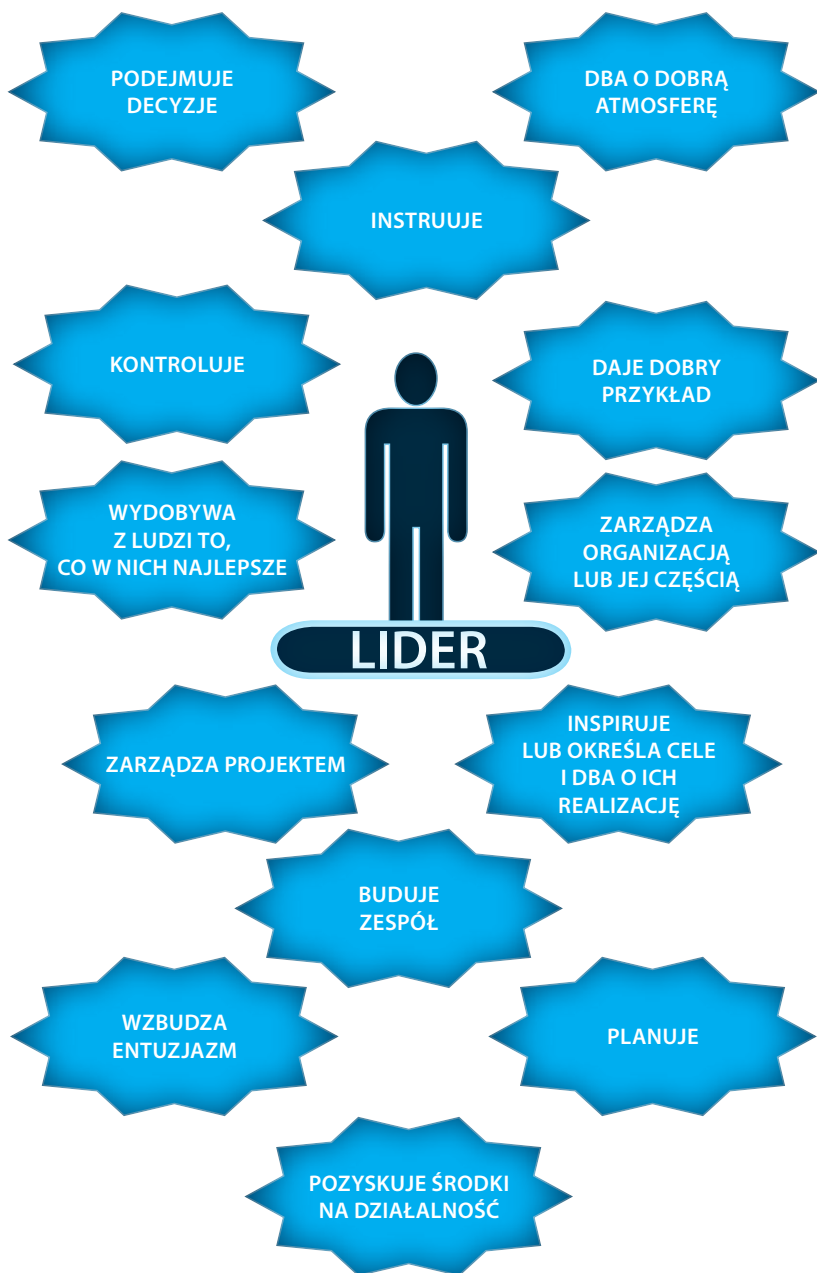 PODEJMUJE
DECYZJE
DBA O DOBRĄ
ATMOSFERĘ
INSTRUUJE
KONTROLUJE
DAJE DOBRY
PRZYKŁAD
WYDOBYWA
Z LUDZI TO,
CO W NICH NAJLEPSZE
ZARZĄDZA
ORGANIZACJĄ
LUB JEJ CZĘŚCIĄ
LIDER
ZARZĄDZA PROJEKTEM
INSPIRUJE
LUB OKREŚLA CELE
I DBA O ICH
REALIZACJĘ
BUDUJE
ZESPÓŁ
WZBUDZA
ENTUZJAZM
PLANUJE
POZYSKUJE ŚRODKI
NA DZIAŁALNOŚĆ